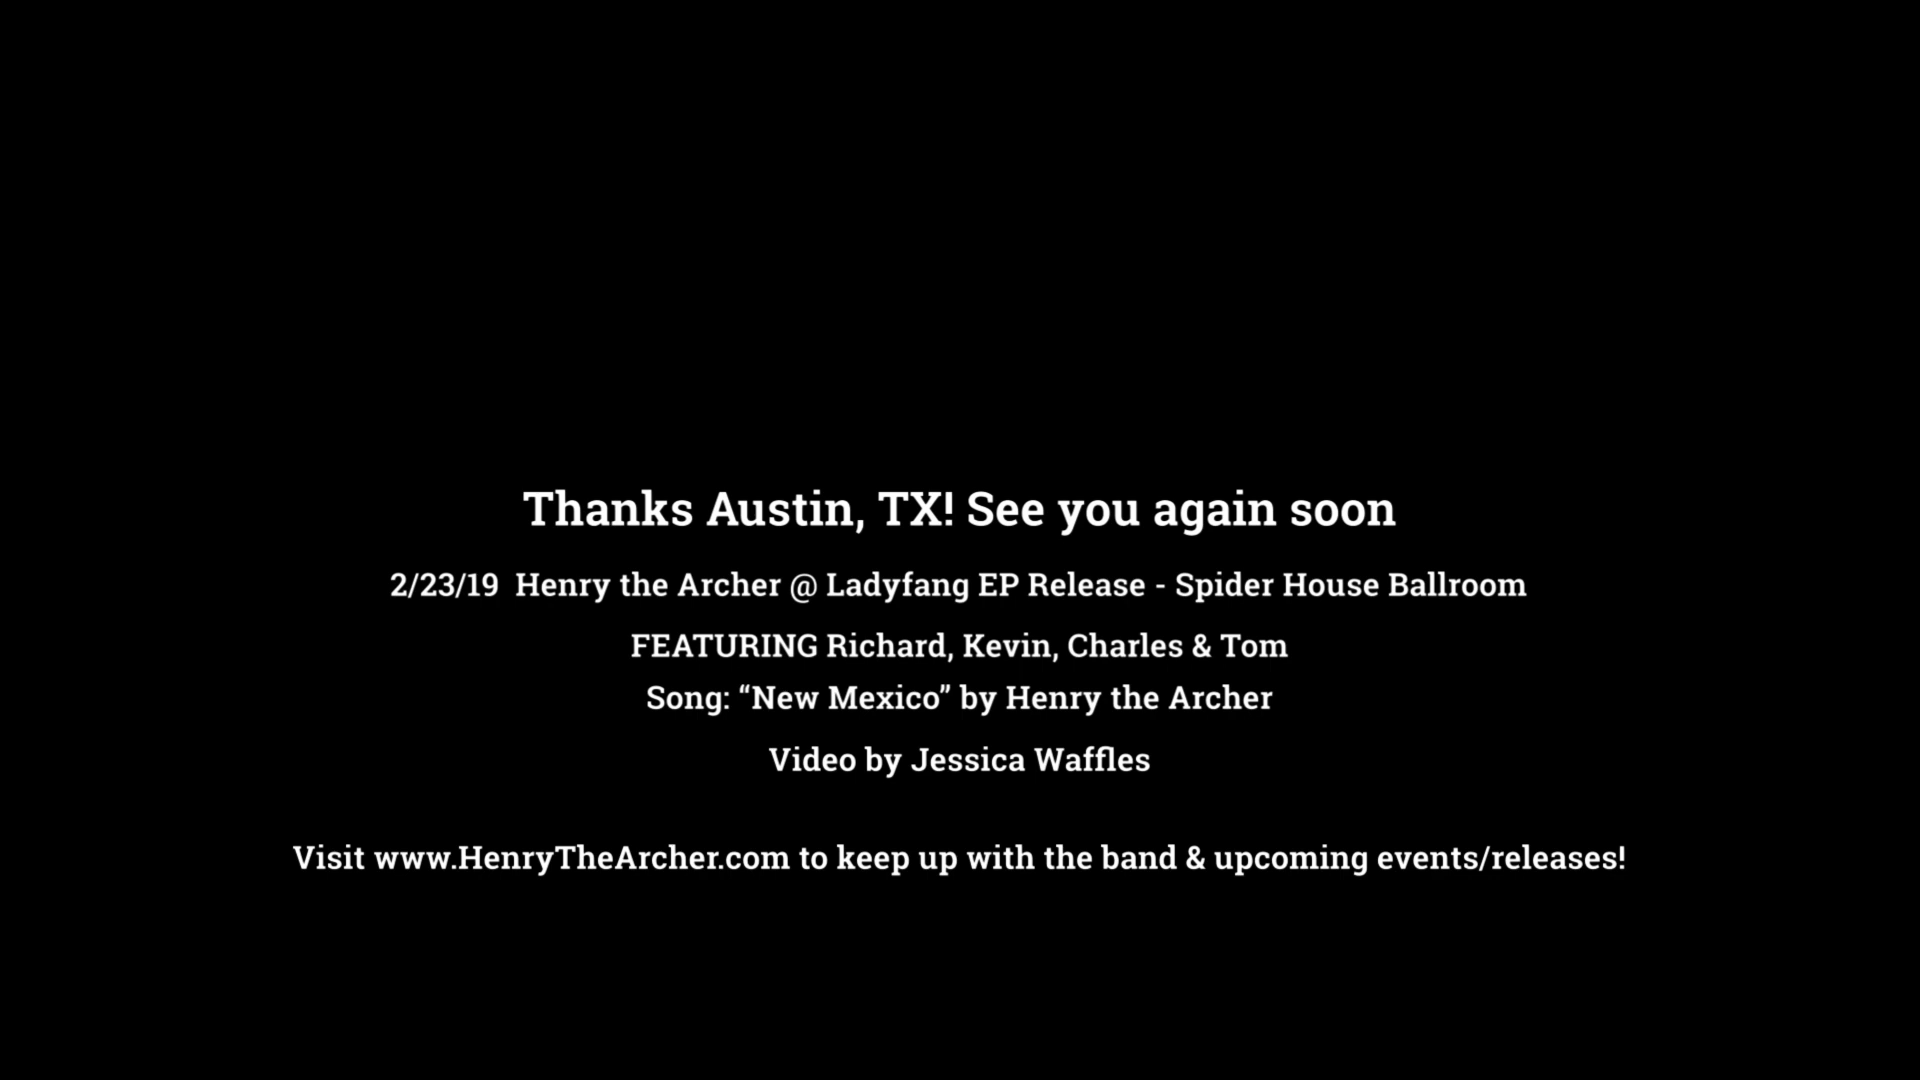 Thanks Austin, TX! See you again soon
2/23/19  Henry the Archer @ Ladyfang EP Release - Spider House Ballroom
FEATURING Richard, Kevin, Charles & Tom
Song: “New Mexico” by Henry the Archer
Video by Jessica Waffles
Visit www.HenryTheArcher.com to keep up with the band & upcoming events/releases!